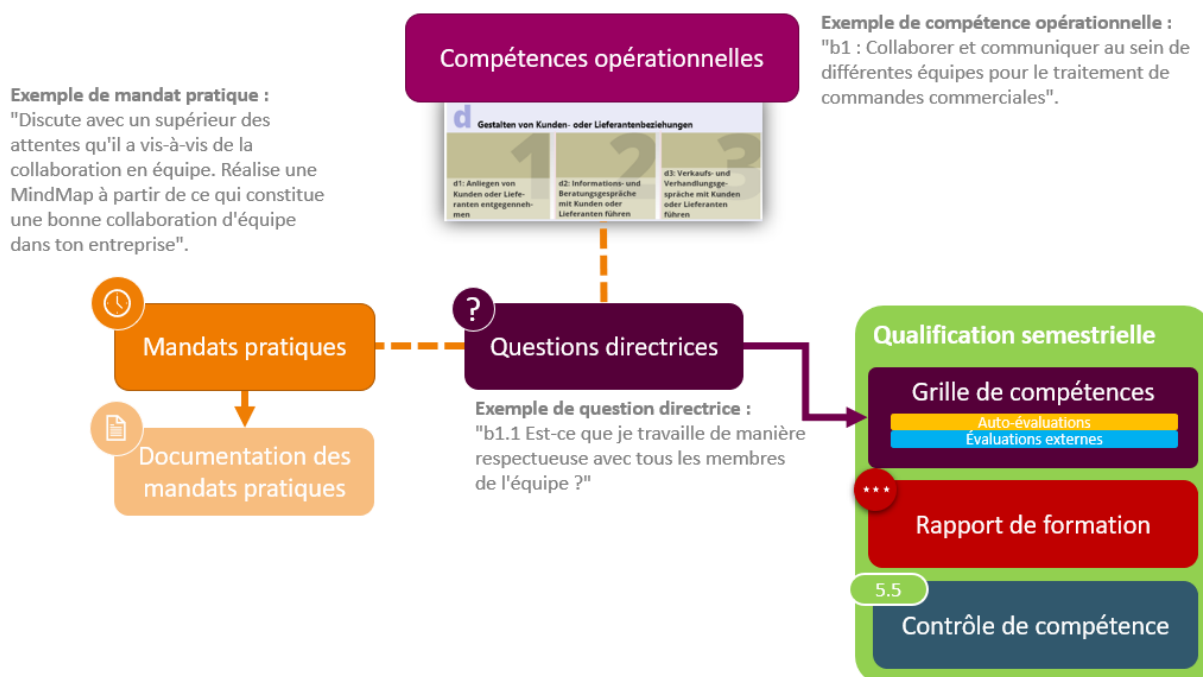 Compétences opérationnelles
Exemple de compétence opérationnelle :
"b1 : Collaborer et communiquer au sein de
différentes équipes pour le traitement de
commandes commerciales".
Exemple de mandat pratique :
"Discute avec un supérieur des
attentes qu'il a vis-à-vis de la
collaboration en équipe. Réalise une
MindMap à partir de ce qui constitue
une bonne collaboration d'équipe
dans ton entreprise".
d Gestalten von Kunden- oder Lieferantenbeziehungen
1
d1: Anliegen von
Kunden oder Liefe-
ranten entgegenneh-
men
2
d2: Informations- und
Beratungsgespräche
mit Kunden oder
Lieferanten führen
3
d3: Verkaufs- und
Verhandlungsge-
spräche mit Kunden
oder Lieferanten
führen
Mandats pratiques
Documentation des
mandats pratiques
?
Questions directrices
Exemple de question directrice :
"b1.1 Est-ce que je travaille de manière
respectueuse avec tous les membres
de l'équipe ?"
Qualification semestrielle
Grille de compétences
Auto-évaluations
Évaluations externes
Rapport de formation
5.5
Contrôle de compétence